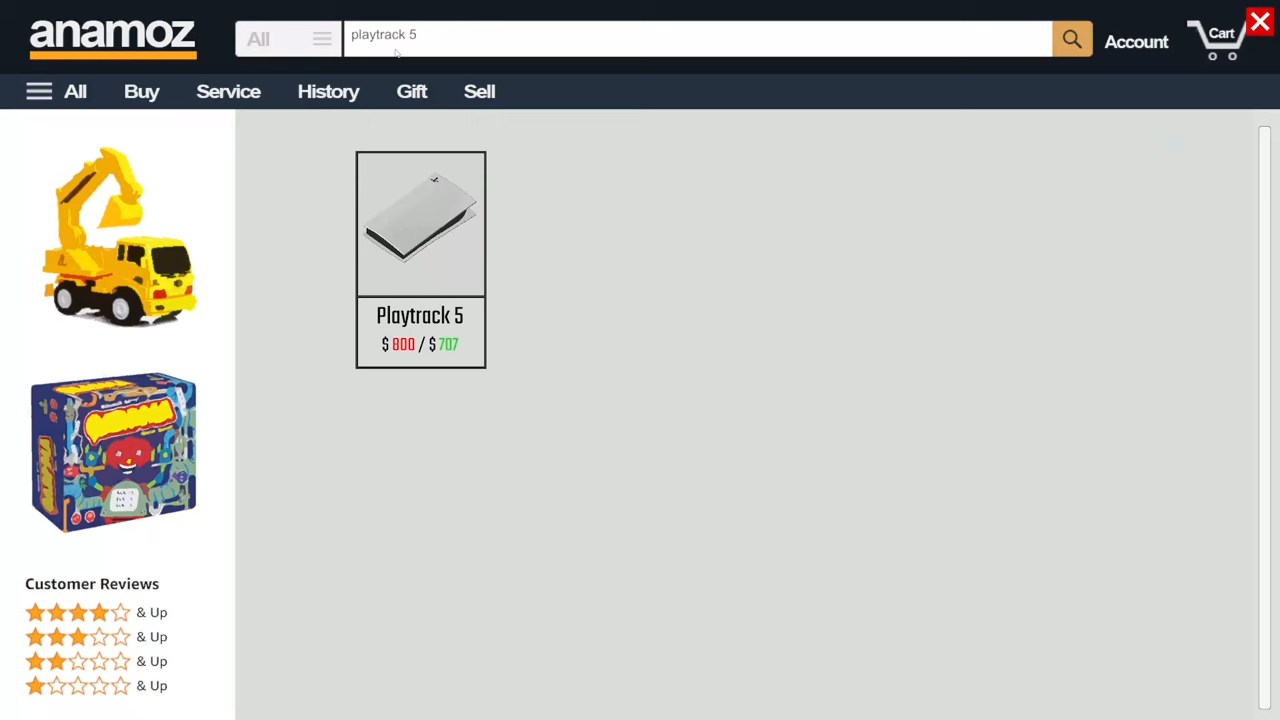 anamoz
All
playtrack 5
Account
Cart
All Buy Service History Gift Sell
Playtrack 5
$ 800 / $ 707
Customer Reviews
& Up
& Up
& Up
& Up